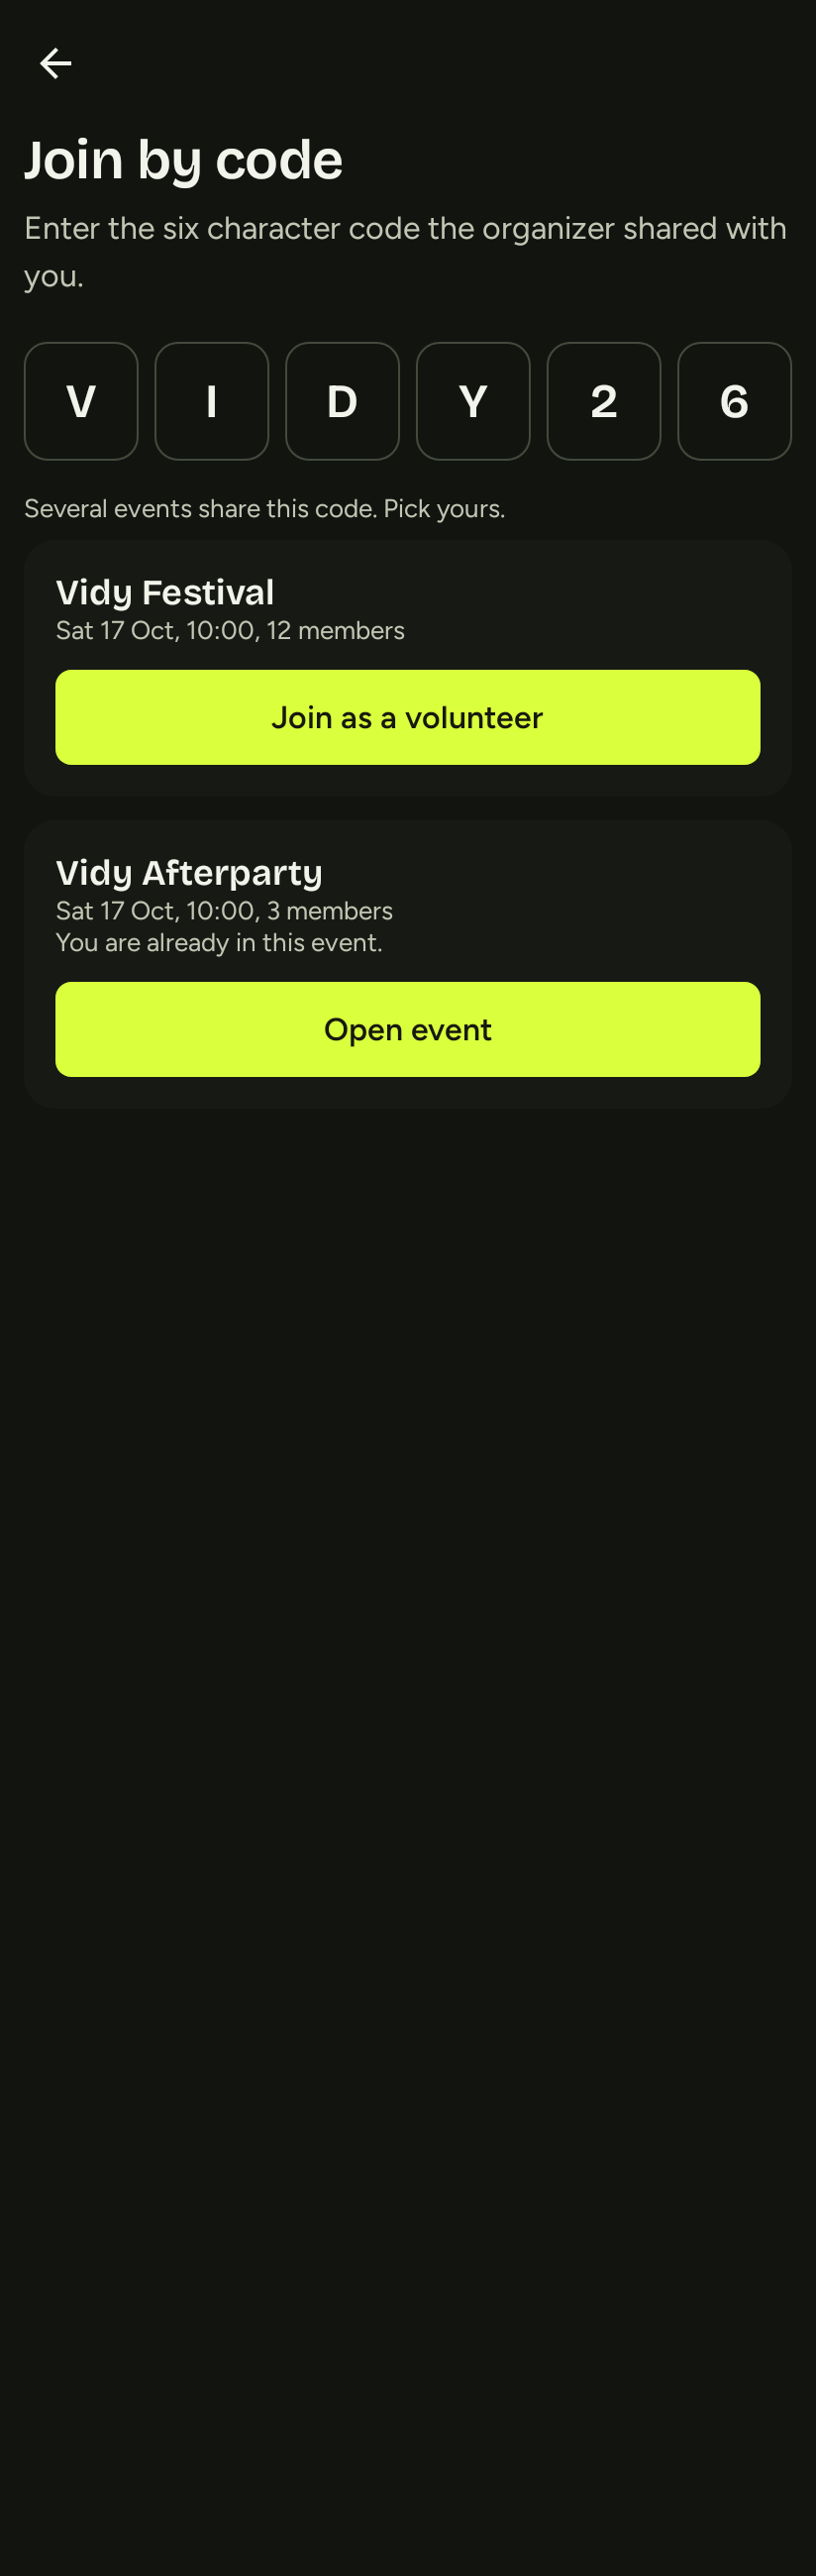 Join by code
Enter the six character code the organizer shared with
you.
V I D Y 2 6
Several events share this code. Pick yours.
Vidy Festival
Sat 17 Oct, 10:00, 12 members
Join as a volunteer
Vidy Afterparty
Sat 17 Oct, 10:00, 3 members
You are already in this event.
Open event